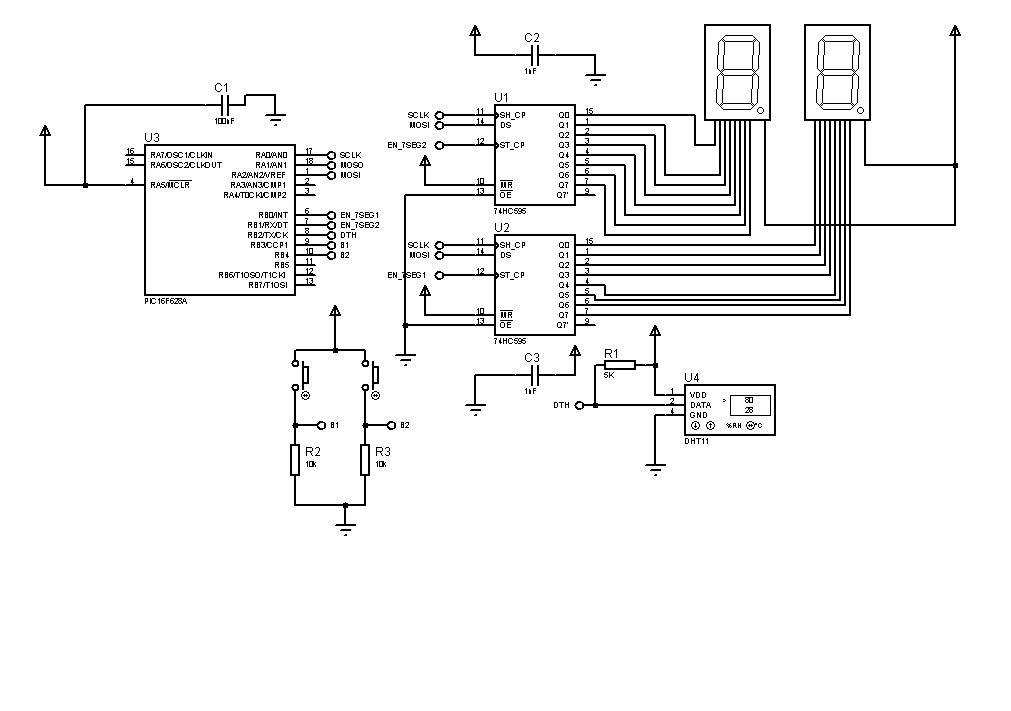 C1
100nF
U3
16 RA7/OSC1/CLKIN RA0/AN0 17 SCLK
15 RA6/OSC2/CLKOUT RA1/AN1 18 MOSO
RA2/AN2/VREF 1 MOSI
4 RA5/MCLR RA3/AN3/CMP1 2
RA4/T0CKI/CMP2 3
RB0/INT 6 EN_7SEG1
RB1/RX/DT 7 EN_7SEG2
RB2/TX/CK 8 DTH
RB3/CCP1 9 B1
RB4 10 B2
RB5 11
RB6/T1OSO/T1CKI 12
RB7/T1OSI 13
PIC16F628A
C2
1nF
U1
SCLK 11 SH_CP Q0 15
MOSI 14 DS Q1 1
Q2 2
EN_7SEG2 12 ST_CP Q3 3
Q4 4
Q5 5
Q6 6
10 MR Q7 7
13 OE Q7' 9
74HC595
U2
SCLK 11 SH_CP Q0 15
MOSI 14 DS Q1 1
Q2 2
EN_7SEG1 12 ST_CP Q3 3
Q4 4
Q5 5
Q6 6
10 MR Q7 7
13 OE Q7' 9
74HC595
C3
1nF
R1
5K
U4
1 VDD
DTH 2 DATA
4 GND
> 80
28
%RH °C
DHT11
B1
B2
R2
10k
R3
10k